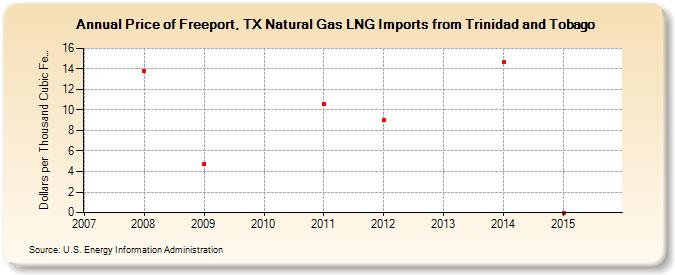 Annual Price of Freeport, TX Natural Gas LNG Imports from Trinidad and Tobago
Dollars per Thousand Cubic Fe...
16
14
12
10
8
6
4
2
0
2007 2008 2009 2010 2011 2012 2013 2014 2015
Source: U.S. Energy Information Administration